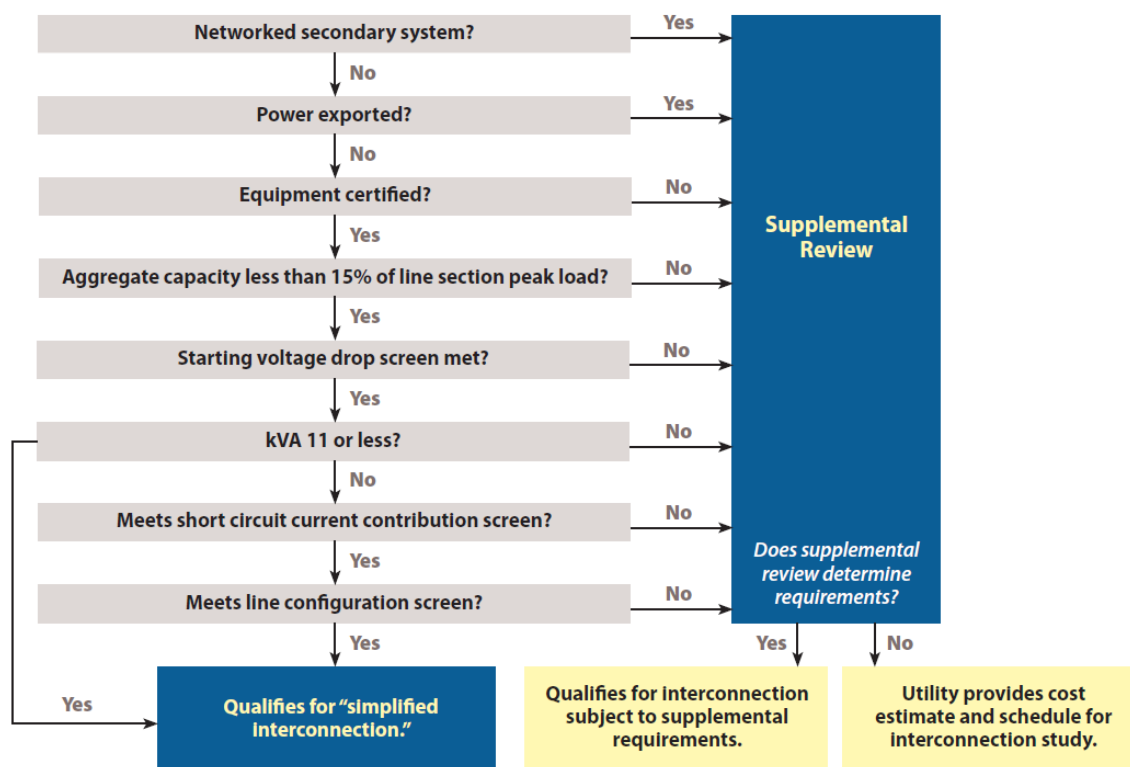 Networked secondary system?
Yes
No
Power exported?
Yes
No
Equipment certified?
No
Yes
Aggregate capacity less than 15% of line section peak load?
No
Yes
Starting voltage drop screen met?
No
Yes
kVA 11 or less?
No
No
Meets short circuit current contribution screen?
No
Yes
Meets line configuration screen?
No
Yes
Supplemental
Review
Does supplemental
review determine
requirements?
Yes
No
Yes
Qualifies for “simplified
interconnection.”
Qualifies for interconnection
subject to supplemental
requirements.
Utility provides cost
estimate and schedule for
interconnection study.